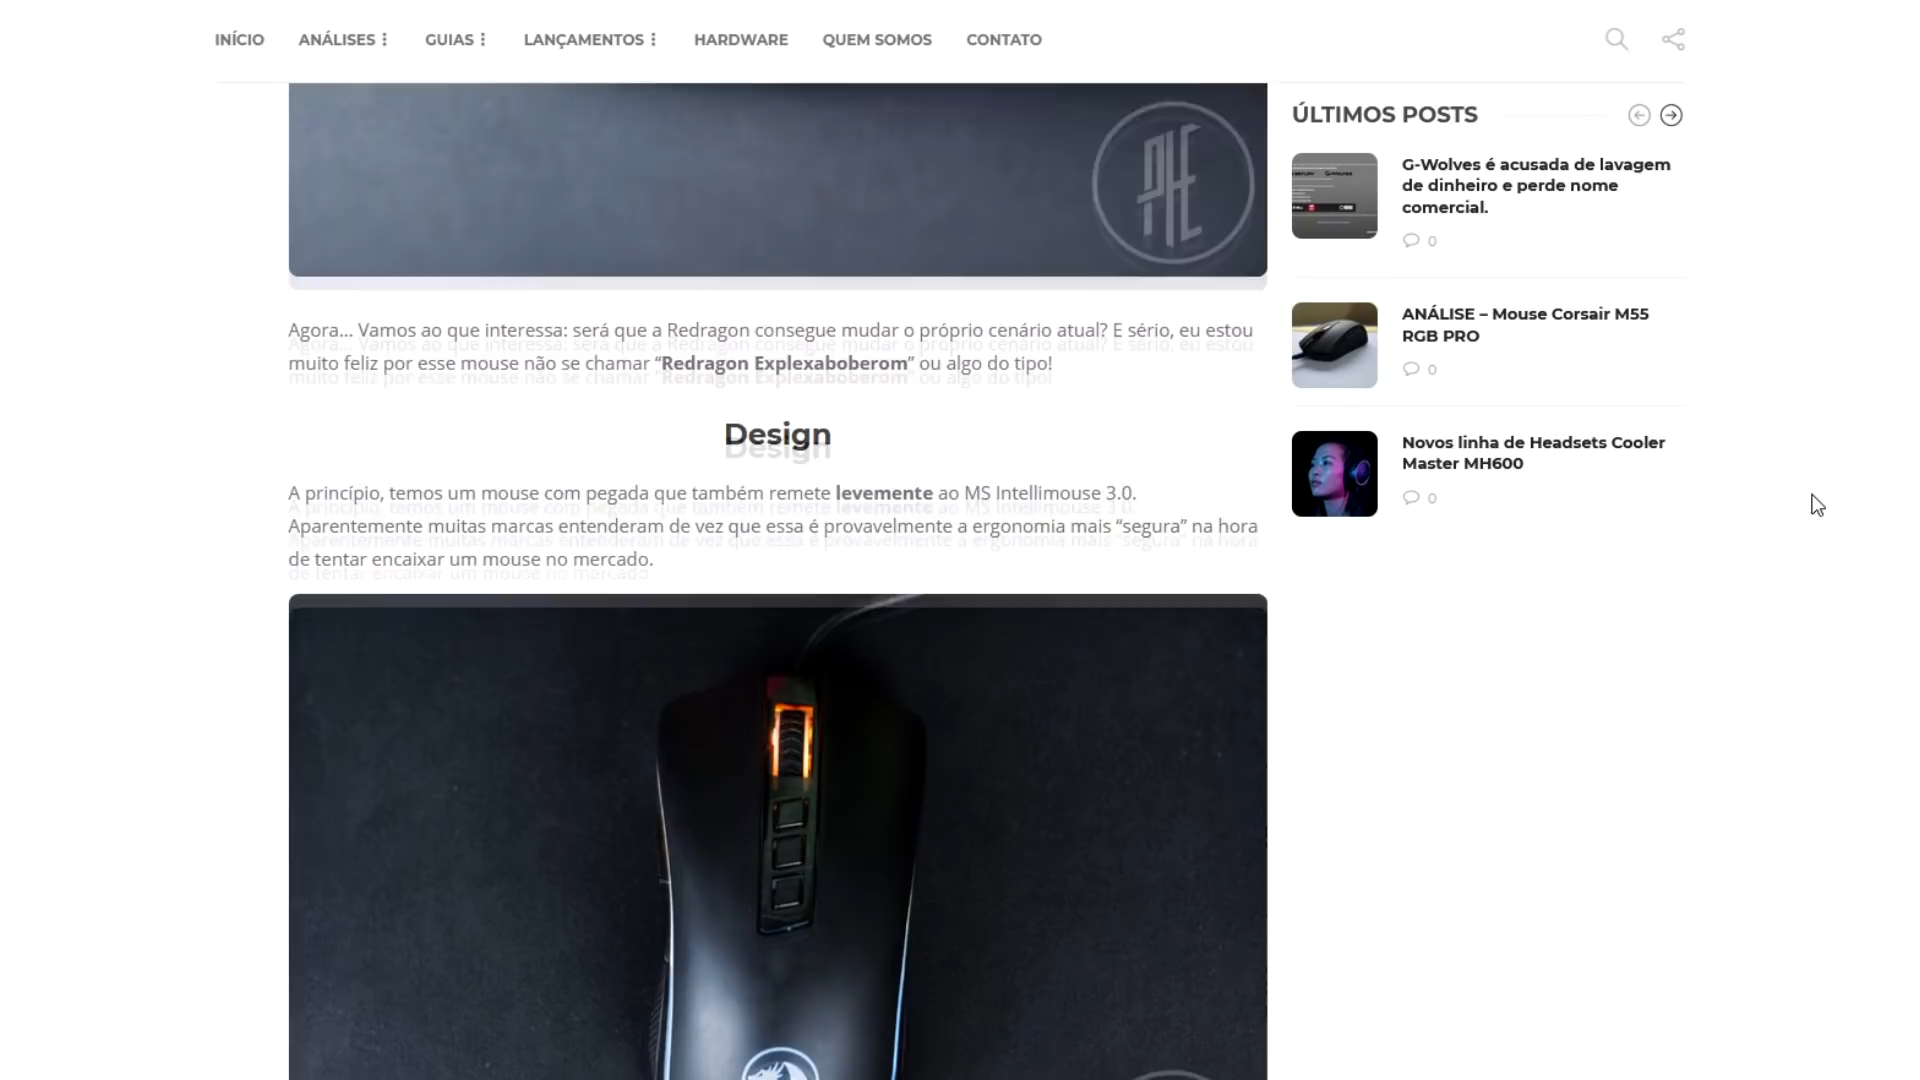 INÍCIO ANÁLISES GUIAS LANÇAMENTOS HARDWARE QUEM SOMOS CONTATO
Agora... Vamos ao que interessa: será que a Redragon consegue mudar o próprio cenário atual? E sério, eu estou
muito feliz por esse mouse não se chamar “Redragon Explexaboberom” ou algo do tipo!
Design
A princípio, temos um mouse com pegada que também remete levemente ao MS Intellimouse 3.0.
Aparentemente muitas marcas entenderam de vez que essa é provavelmente a ergonomia mais “segura” na hora
de tentar encaixar um mouse no mercado.
ÚLTIMOS POSTS
G-Wolves é acusada de lavagem
de dinheiro e perde nome
comercial.
0
ANÁLISE – Mouse Corsair M55
RGB PRO
0
Novos linha de Headsets Cooler
Master MH600
0